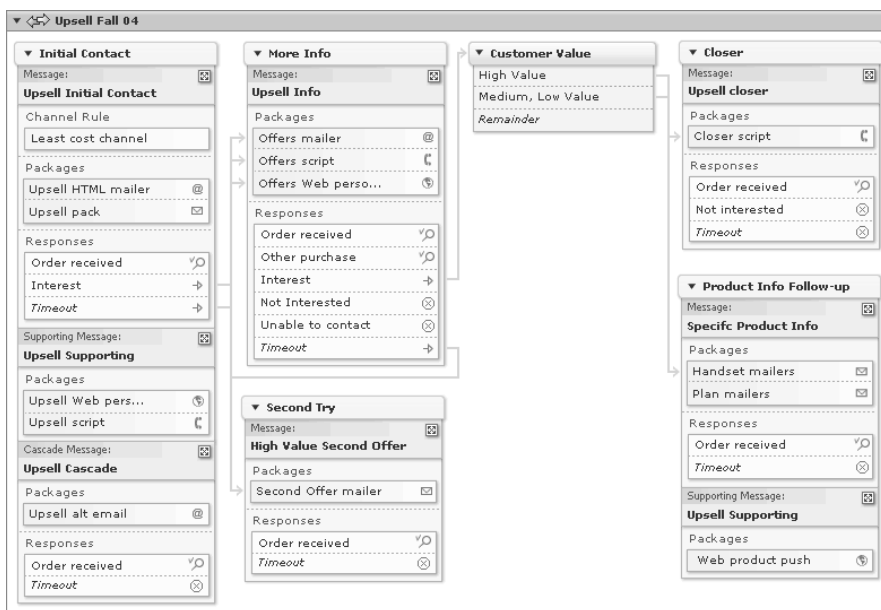 Upsell Fall 04
Initial Contact
Message:
Upsell Initial Contact
Channel Rule
Least cost channel
Packages
Upsell HTML mailer
Upsell pack
Responses
Order received
Interest
Timeout
Supporting Message:
Upsell Supporting
Packages
Upsell Web pers...
Upsell script
Cascade Message:
Upsell Cascade
Packages
Upsell alt email
Responses
Order received
Timeout
More Info
Message:
Upsell Info
Packages
Offers mailer
Offers script
Offers Web perso...
Responses
Order received
Other purchase
Interest
Not Interested
Unable to contact
Timeout
Second Try
Message:
High Value Second Offer
Packages
Second Offer mailer
Responses
Order received
Timeout
Customer Value
High Value
Medium, Low Value
Remainder
Closer
Message:
Upsell closer
Packages
Closer script
Responses
Order received
Not interested
Timeout
Product Info Follow-up
Message:
Specifc Product Info
Packages
Handset mailers
Plan mailers
Responses
Order received
Timeout
Supporting Message:
Upsell Supporting
Packages
Web product push